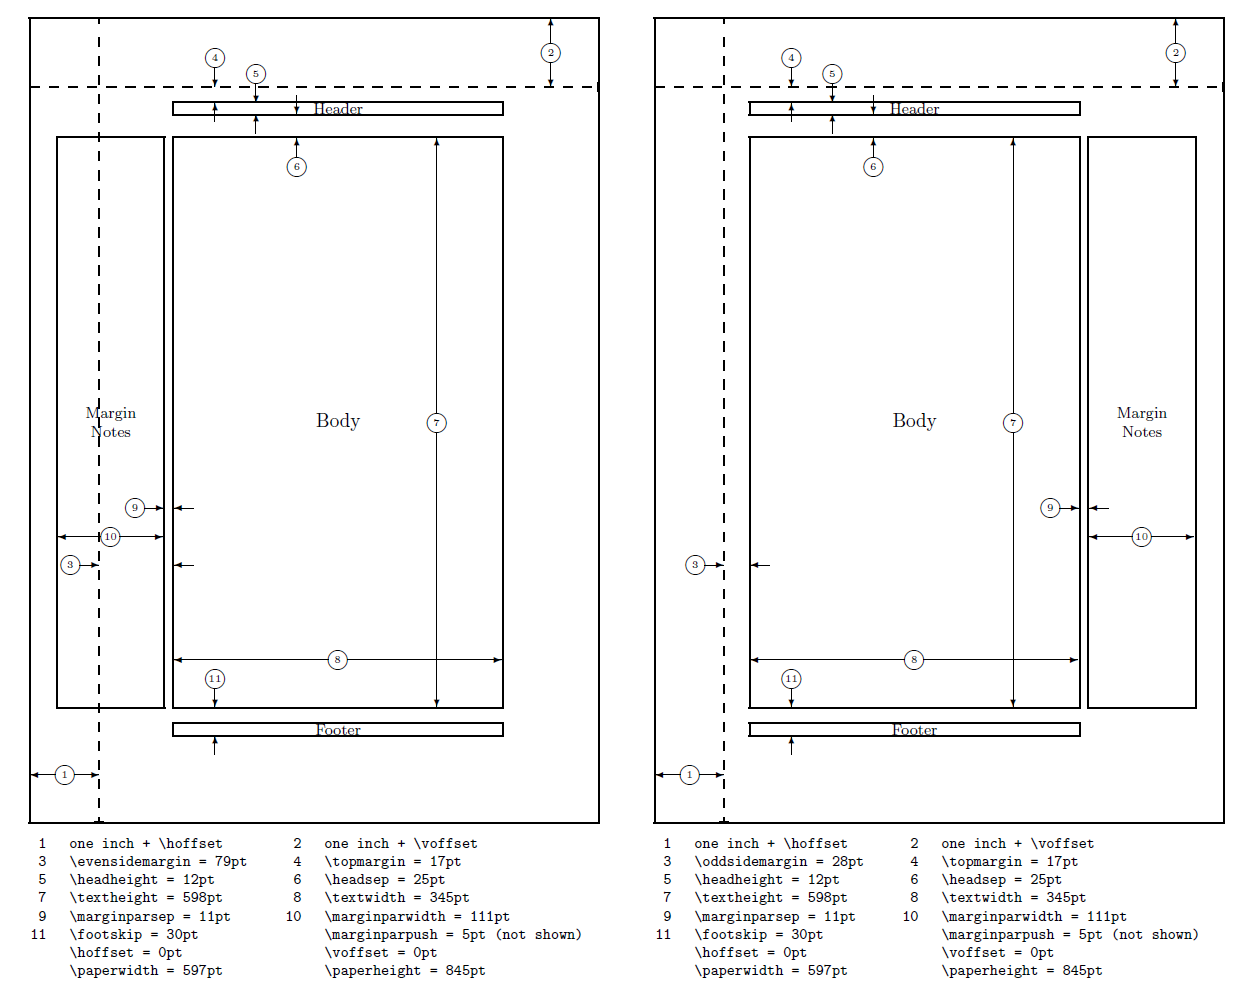 4
2
5
Header
6
7
Margin
Notes
Body
9
10
3
8
11
Footer
1
1 one inch + \hoffset 2 one inch + \voffset
3 \evensidemargin = 79pt 4 \topmargin = 17pt
5 \headheight = 12pt 6 \headsep = 25pt
7 \textheight = 598pt 8 \textwidth = 345pt
9 \marginparsep = 11pt 10 \marginparwidth = 111pt
11 \footskip = 30pt \marginparpush = 5pt (not shown)
\hoffset = 0pt \voffset = 0pt
\paperwidth = 597pt \paperheight = 845pt
4
2
5
Header
6
7
Body
Margin
Notes
9
10
3
8
11
Footer
1
1 one inch + \hoffset 2 one inch + \voffset
3 \oddsidemargin = 28pt 4 \topmargin = 17pt
5 \headheight = 12pt 6 \headsep = 25pt
7 \textheight = 598pt 8 \textwidth = 345pt
9 \marginparsep = 11pt 10 \marginparwidth = 111pt
11 \footskip = 30pt \marginparpush = 5pt (not shown)
\hoffset = 0pt \voffset = 0pt
\paperwidth = 597pt \paperheight = 845pt